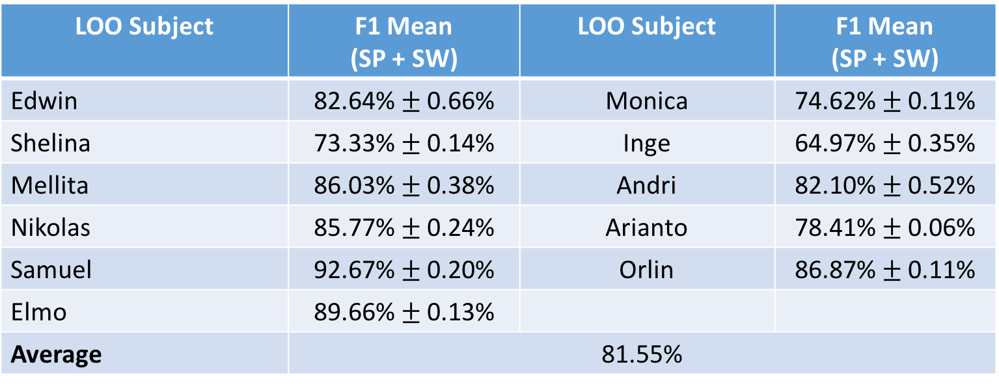 LOO Subject F1 Mean (SP + SW) LOO Subject F1 Mean (SP + SW)
Edwin 82.64% ± 0.66% Monica 74.62% ± 0.11%
Shelina 73.33% ± 0.14% Inge 64.97% ± 0.35%
Mellita 86.03% ± 0.38% Andri 82.10% ± 0.52%
Nikolas 85.77% ± 0.24% Arianto 78.41% ± 0.06%
Samuel 92.67% ± 0.20% Orlin 86.87% ± 0.11%
Elmo 89.66% ± 0.13%
Average 81.55%